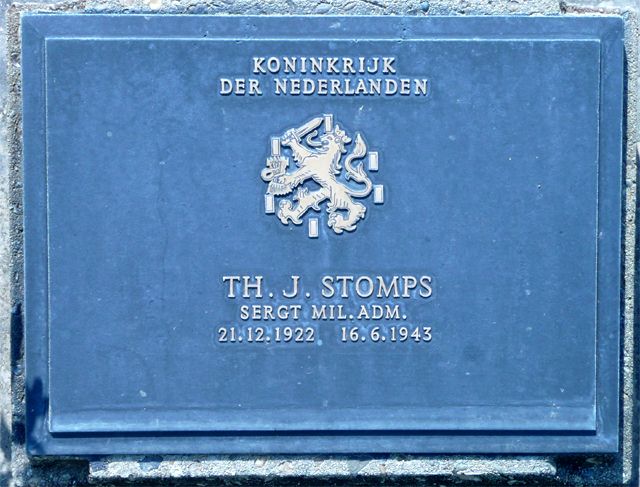 KONINKRIJK
DER NEDERLANDEN
TH. J. STOMPS
SERGT MIL. ADM.
21.12.1922 16.6.1943